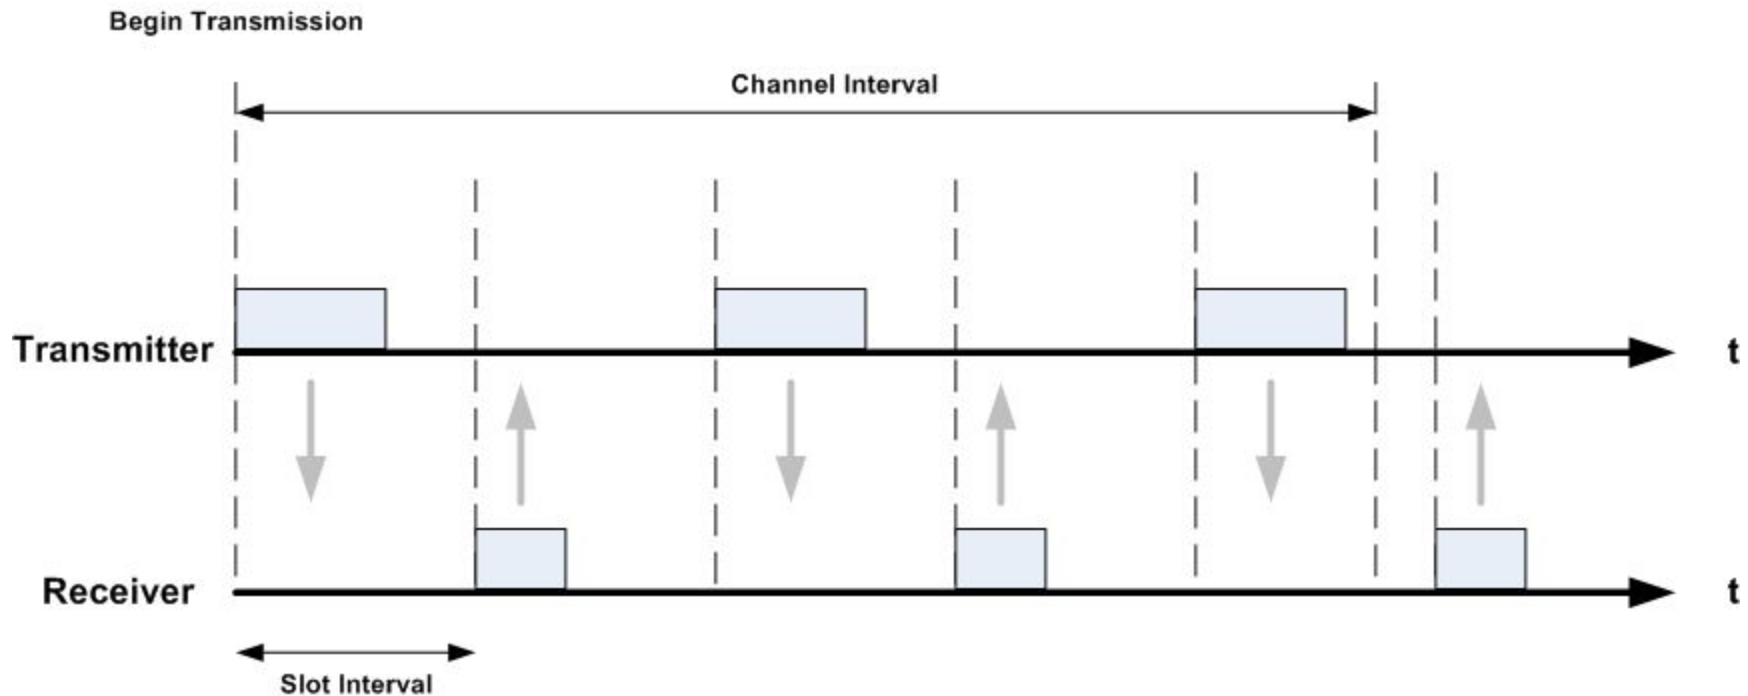 Begin Transmission
Channel Interval
Transmitter
t
Receiver
t
Slot Interval